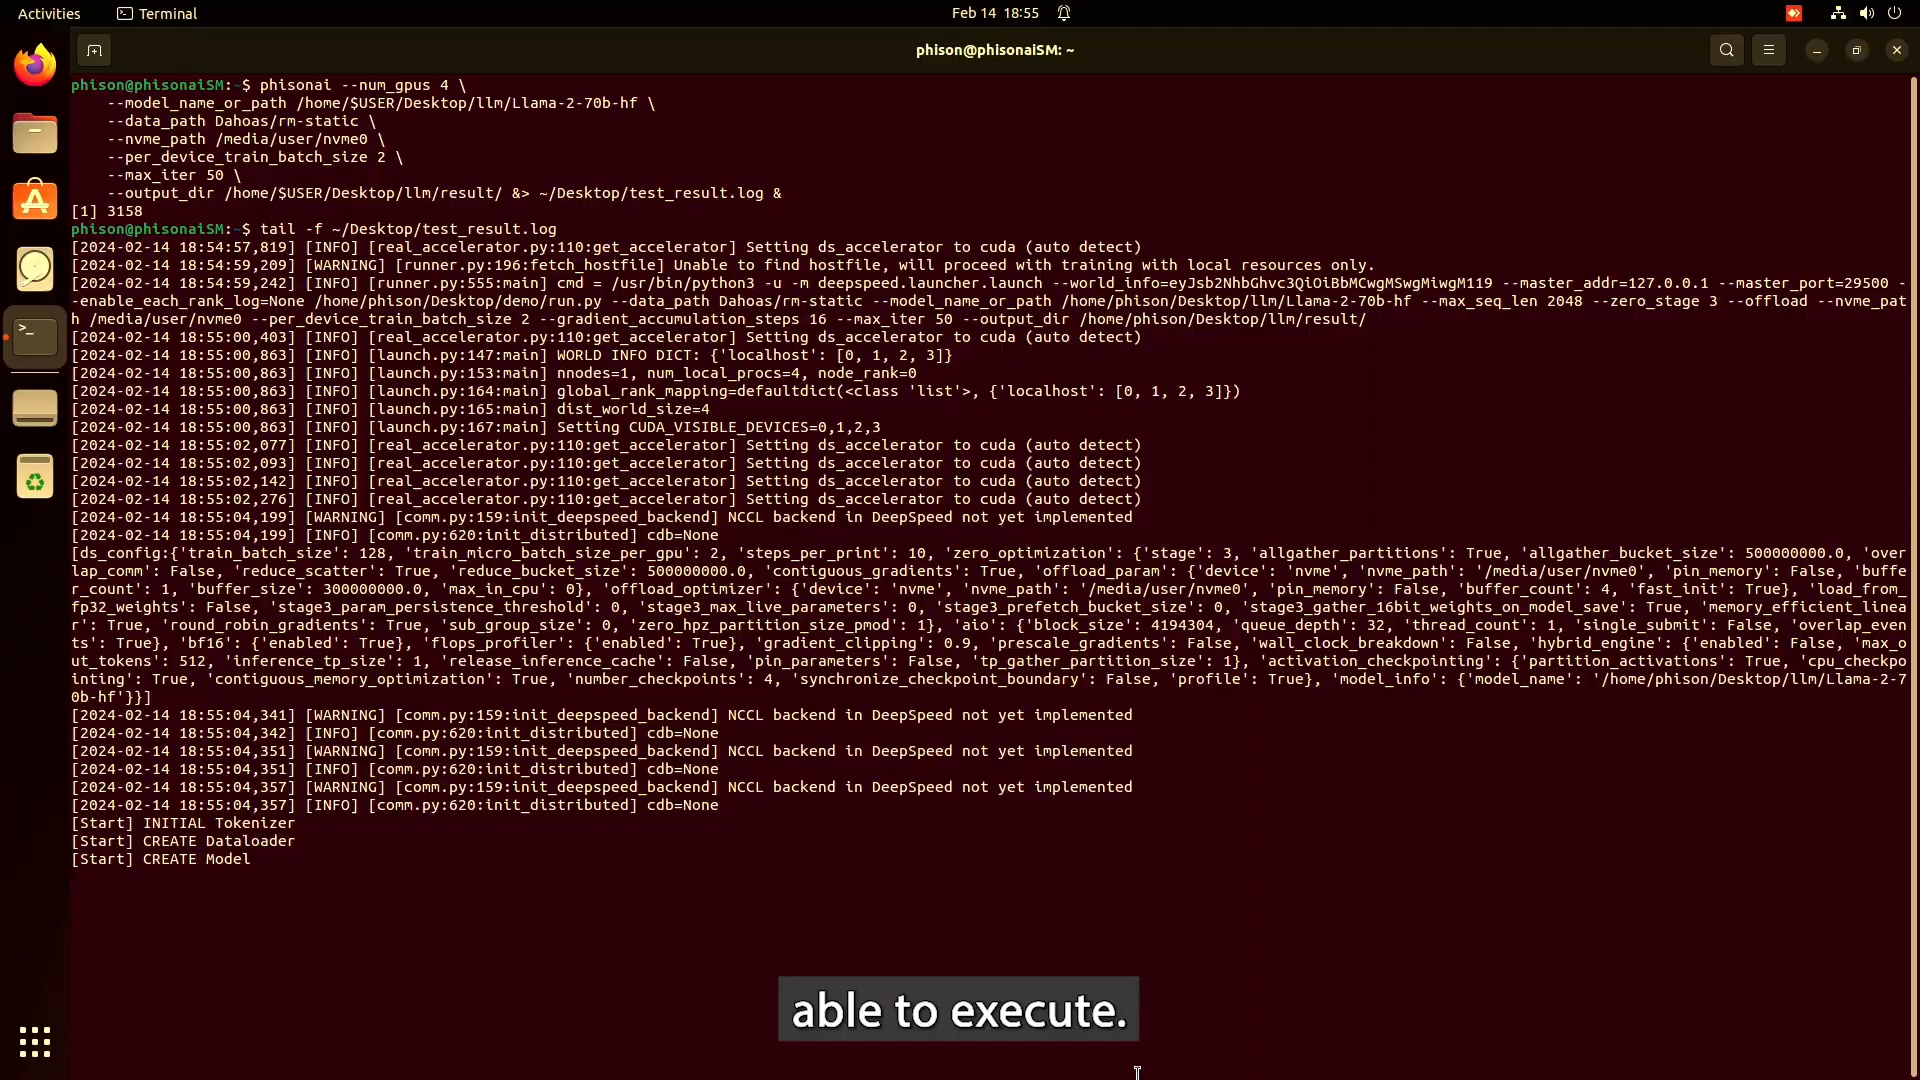 Activities
Terminal
Feb 14 18:55
phison@phisonaiSM: ~
phison@phisonaiSM:~$ phisonai --num_gpus 4 \
--model_name_or_path /home/$USER/Desktop/llm/Llama-2-70b-hf \
--data_path Dahoas/rm-static \
--nvme_path /media/user/nvme0 \
--per_device_train_batch_size 2 \
--max_iter 50 \
--output_dir /home/$USER/Desktop/llm/result/ &> ~/Desktop/test_result.log &
[1] 3158
phison@phisonaiSM:~$ tail -f ~/Desktop/test_result.log
[2024-02-14 18:54:57,819] [INFO] [real_accelerator.py:110:get_accelerator] Setting ds_accelerator to cuda (auto detect)
[2024-02-14 18:54:59,209] [WARNING] [runner.py:196:fetch_hostfile] Unable to find hostfile, will proceed with training with local resources only.
[2024-02-14 18:54:59,242] [INFO] [runner.py:555:main] cmd = /usr/bin/python3 -u -m deepspeed.launcher.launch --world_info=eyJsb2NhbGhvc3QiOiBbMCwgMSwgMiwgM119 --master_addr=127.0.0.1 --master_port=29500 -
-enable_each_rank_log=None /home/phison/Desktop/demo/run.py --data_path Dahoas/rm-static --model_name_or_path /home/phison/Desktop/llm/Llama-2-70b-hf --max_seq_len 2048 --zero_stage 3 --offload --nvme_pat
h /media/user/nvme0 --per_device_train_batch_size 2 --gradient_accumulation_steps 16 --max_iter 50 --output_dir /home/phison/Desktop/llm/result/
[2024-02-14 18:55:00,403] [INFO] [real_accelerator.py:110:get_accelerator] Setting ds_accelerator to cuda (auto detect)
[2024-02-14 18:55:00,863] [INFO] [launch.py:147:main] WORLD INFO DICT: {'localhost': [0, 1, 2, 3]}
[2024-02-14 18:55:00,863] [INFO] [launch.py:153:main] nnodes=1, num_local_procs=4, node_rank=0
[2024-02-14 18:55:00,863] [INFO] [launch.py:164:main] global_rank_mapping=defaultdict(<class 'list'>, {'localhost': [0, 1, 2, 3]})
[2024-02-14 18:55:00,863] [INFO] [launch.py:165:main] dist_world_size=4
[2024-02-14 18:55:00,863] [INFO] [launch.py:167:main] Setting CUDA_VISIBLE_DEVICES=0,1,2,3
[2024-02-14 18:55:02,077] [INFO] [real_accelerator.py:110:get_accelerator] Setting ds_accelerator to cuda (auto detect)
[2024-02-14 18:55:02,093] [INFO] [real_accelerator.py:110:get_accelerator] Setting ds_accelerator to cuda (auto detect)
[2024-02-14 18:55:02,142] [INFO] [real_accelerator.py:110:get_accelerator] Setting ds_accelerator to cuda (auto detect)
[2024-02-14 18:55:02,276] [INFO] [real_accelerator.py:110:get_accelerator] Setting ds_accelerator to cuda (auto detect)
[2024-02-14 18:55:04,199] [WARNING] [comm.py:159:init_deepspeed_backend] NCCL backend in DeepSpeed not yet implemented
[2024-02-14 18:55:04,199] [INFO] [comm.py:620:init_distributed] cdb=None
[ds_config:{'train_batch_size': 128, 'train_micro_batch_size_per_gpu': 2, 'steps_per_print': 10, 'zero_optimization': {'stage': 3, 'allgather_partitions': True, 'allgather_bucket_size': 500000000.0, 'over
lap_comm': False, 'reduce_scatter': True, 'reduce_bucket_size': 500000000.0, 'contiguous_gradients': True, 'offload_param': {'device': 'nvme', 'nvme_path': '/media/user/nvme0', 'pin_memory': False, 'buffe
r_count': 1, 'buffer_size': 300000000.0, 'max_in_cpu': 0}, 'offload_optimizer': {'device': 'nvme', 'nvme_path': '/media/user/nvme0', 'pin_memory': False, 'buffer_count': 4, 'fast_init': True}, 'load_from_
fp32_weights': False, 'stage3_param_persistence_threshold': 0, 'stage3_max_live_parameters': 0, 'stage3_prefetch_bucket_size': 0, 'stage3_gather_16bit_weights_on_model_save': True, 'memory_efficient_linea
r': True, 'round_robin_gradients': True, 'sub_group_size': 0, 'zero_hpz_partition_size_pmod': 1}, 'aio': {'block_size': 4194304, 'queue_depth': 32, 'thread_count': 1, 'single_submit': False, 'overlap_even
ts': True}, 'bf16': {'enabled': True}, 'flops_profiler': {'enabled': True}, 'gradient_clipping': 0.9, 'prescale_gradients': False, 'wall_clock_breakdown': False, 'hybrid_engine': {'enabled': False, 'max_o
ut_tokens': 512, 'inference_tp_size': 1, 'release_inference_cache': False, 'pin_parameters': False, 'tp_gather_partition_size': 1}, 'activation_checkpointing': {'partition_activations': True, 'cpu_checkpo
inting': True, 'contiguous_memory_optimization': True, 'number_checkpoints': 4, 'synchronize_checkpoint_boundary': False, 'profile': True}, 'model_info': {'model_name': '/home/phison/Desktop/llm/Llama-2-7
0b-hf'}}]
[2024-02-14 18:55:04,341] [WARNING] [comm.py:159:init_deepspeed_backend] NCCL backend in DeepSpeed not yet implemented
[2024-02-14 18:55:04,342] [INFO] [comm.py:620:init_distributed] cdb=None
[2024-02-14 18:55:04,351] [WARNING] [comm.py:159:init_deepspeed_backend] NCCL backend in DeepSpeed not yet implemented
[2024-02-14 18:55:04,351] [INFO] [comm.py:620:init_distributed] cdb=None
[2024-02-14 18:55:04,357] [WARNING] [comm.py:159:init_deepspeed_backend] NCCL backend in DeepSpeed not yet implemented
[2024-02-14 18:55:04,357] [INFO] [comm.py:620:init_distributed] cdb=None
[Start] INITIAL Tokenizer
[Start] CREATE Dataloader
[Start] CREATE Model
able to execute.